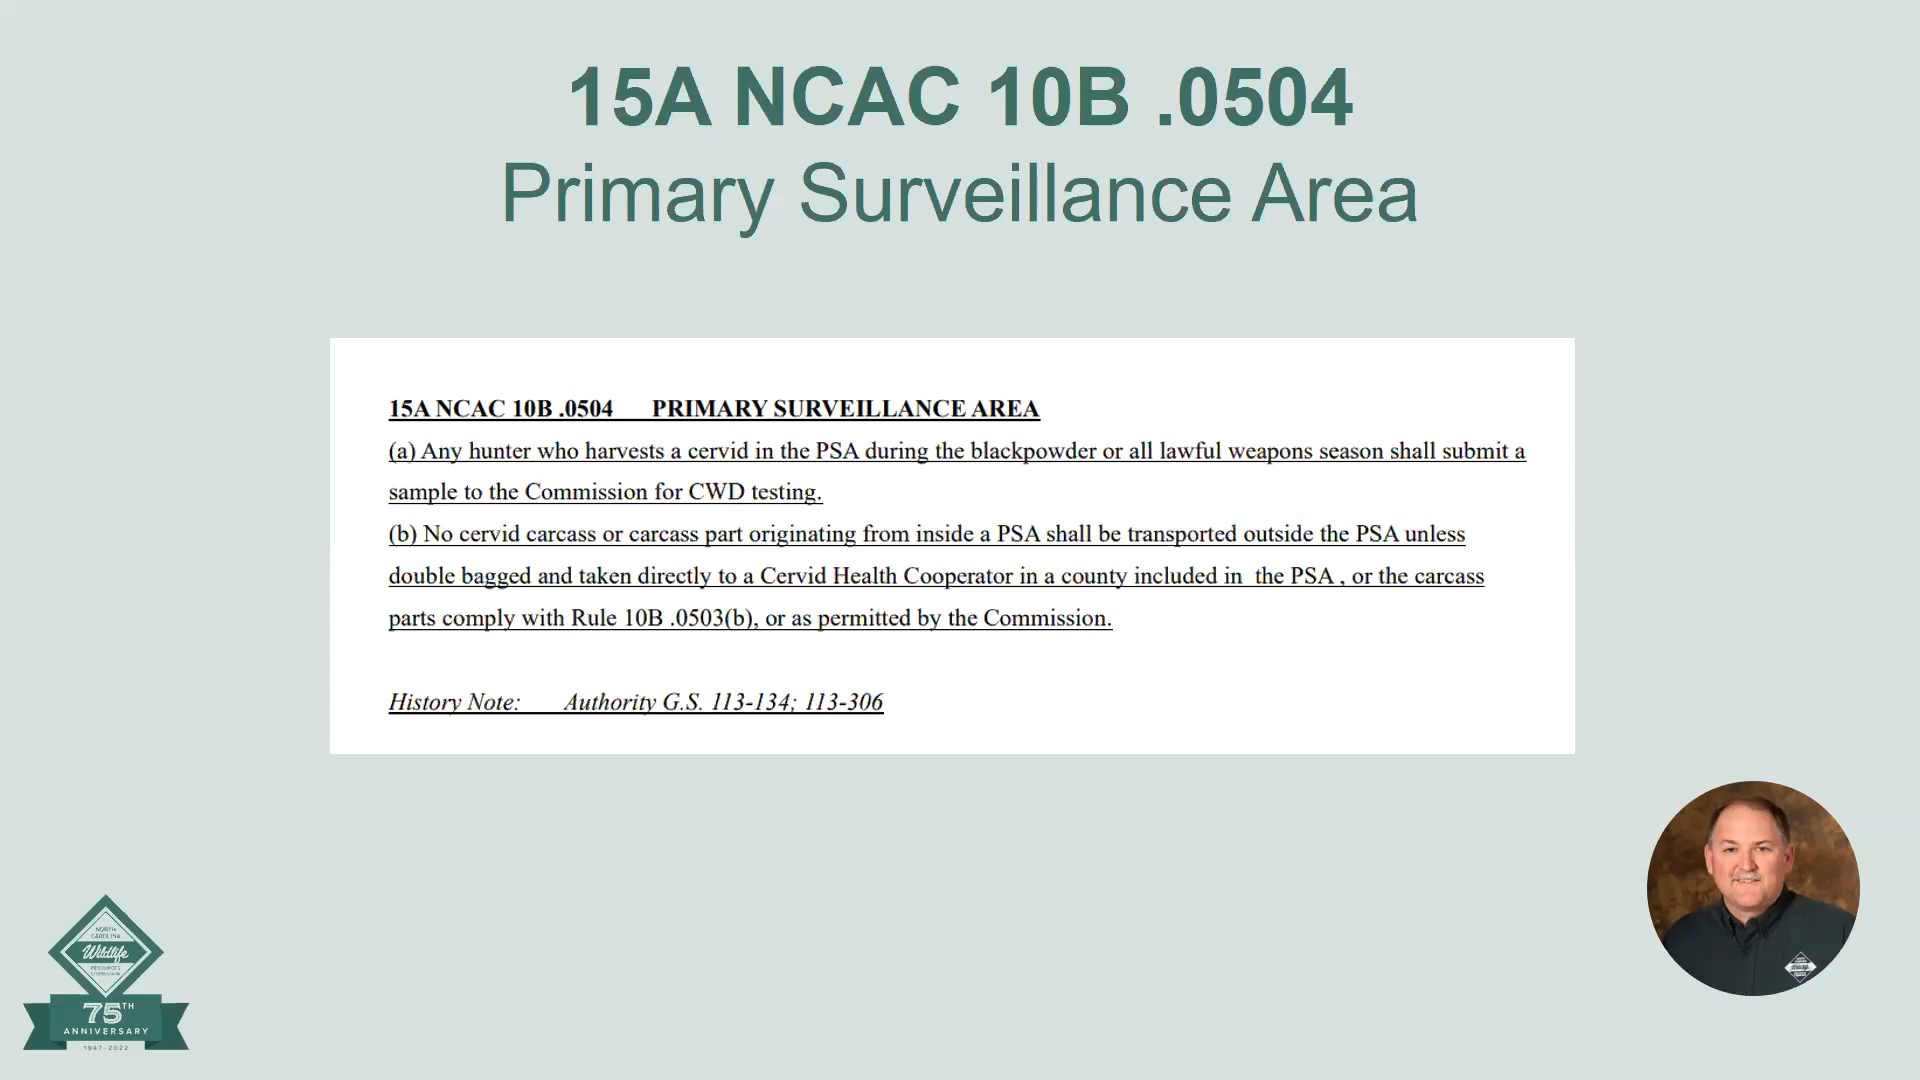 15A NCAC 10B .0504
Primary Surveillance Area
15A NCAC 10B .0504 PRIMARY SURVEILLANCE AREA
(a) Any hunter who harvests a cervid in the PSA during the blackpowder or all lawful weapons season shall submit a
sample to the Commission for CWD testing.
(b) No cervid carcass or carcass part originating from inside a PSA shall be transported outside the PSA unless
double bagged and taken directly to a Cervid Health Cooperator in a county included in the PSA , or the carcass
parts comply with Rule 10B .0503(b), or as permitted by the Commission.
History Note: Authority G.S. 113-134; 113-306
NORTH
CAROLINA
Wildlife
RESOURCES
COMMISSION
75TH
ANNIVERSARY
1947-2022